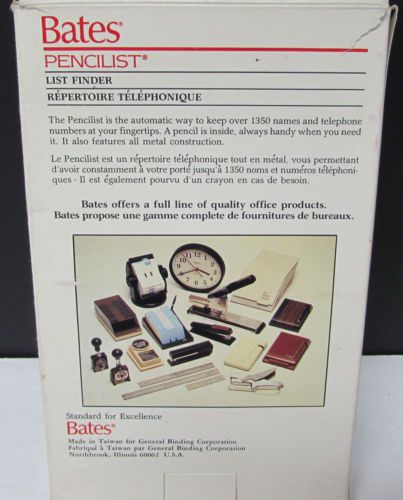 Bates®
PENCILIST®
LIST FINDER
RÉPERTOIRE TÉLÉPHONIQUE
The Pencilist is the automatic way to keep over 1350 names and telephone
numbers at your fingertips. A pencil is inside, always handy when you need
it. It also features all metal construction.
Le Pencilist est un répertoire téléphonique tout en métal, vous permettant
d'avoir constamment à votre porté jusqu'à 1350 noms et numéros téléphoni-
ques - Il est également pourvu d'un crayon en cas de besoin.
Bates offers a full line of quality office products.
Bates propose une gamme complete de fournitures de bureaux.
Standard for Excellence
Bates®
Made in Taiwan for General Binding Corporation
Fabriqué à Taiwan par General Binding Corporation
Northbrook, Illinois 60062 U.S.A.